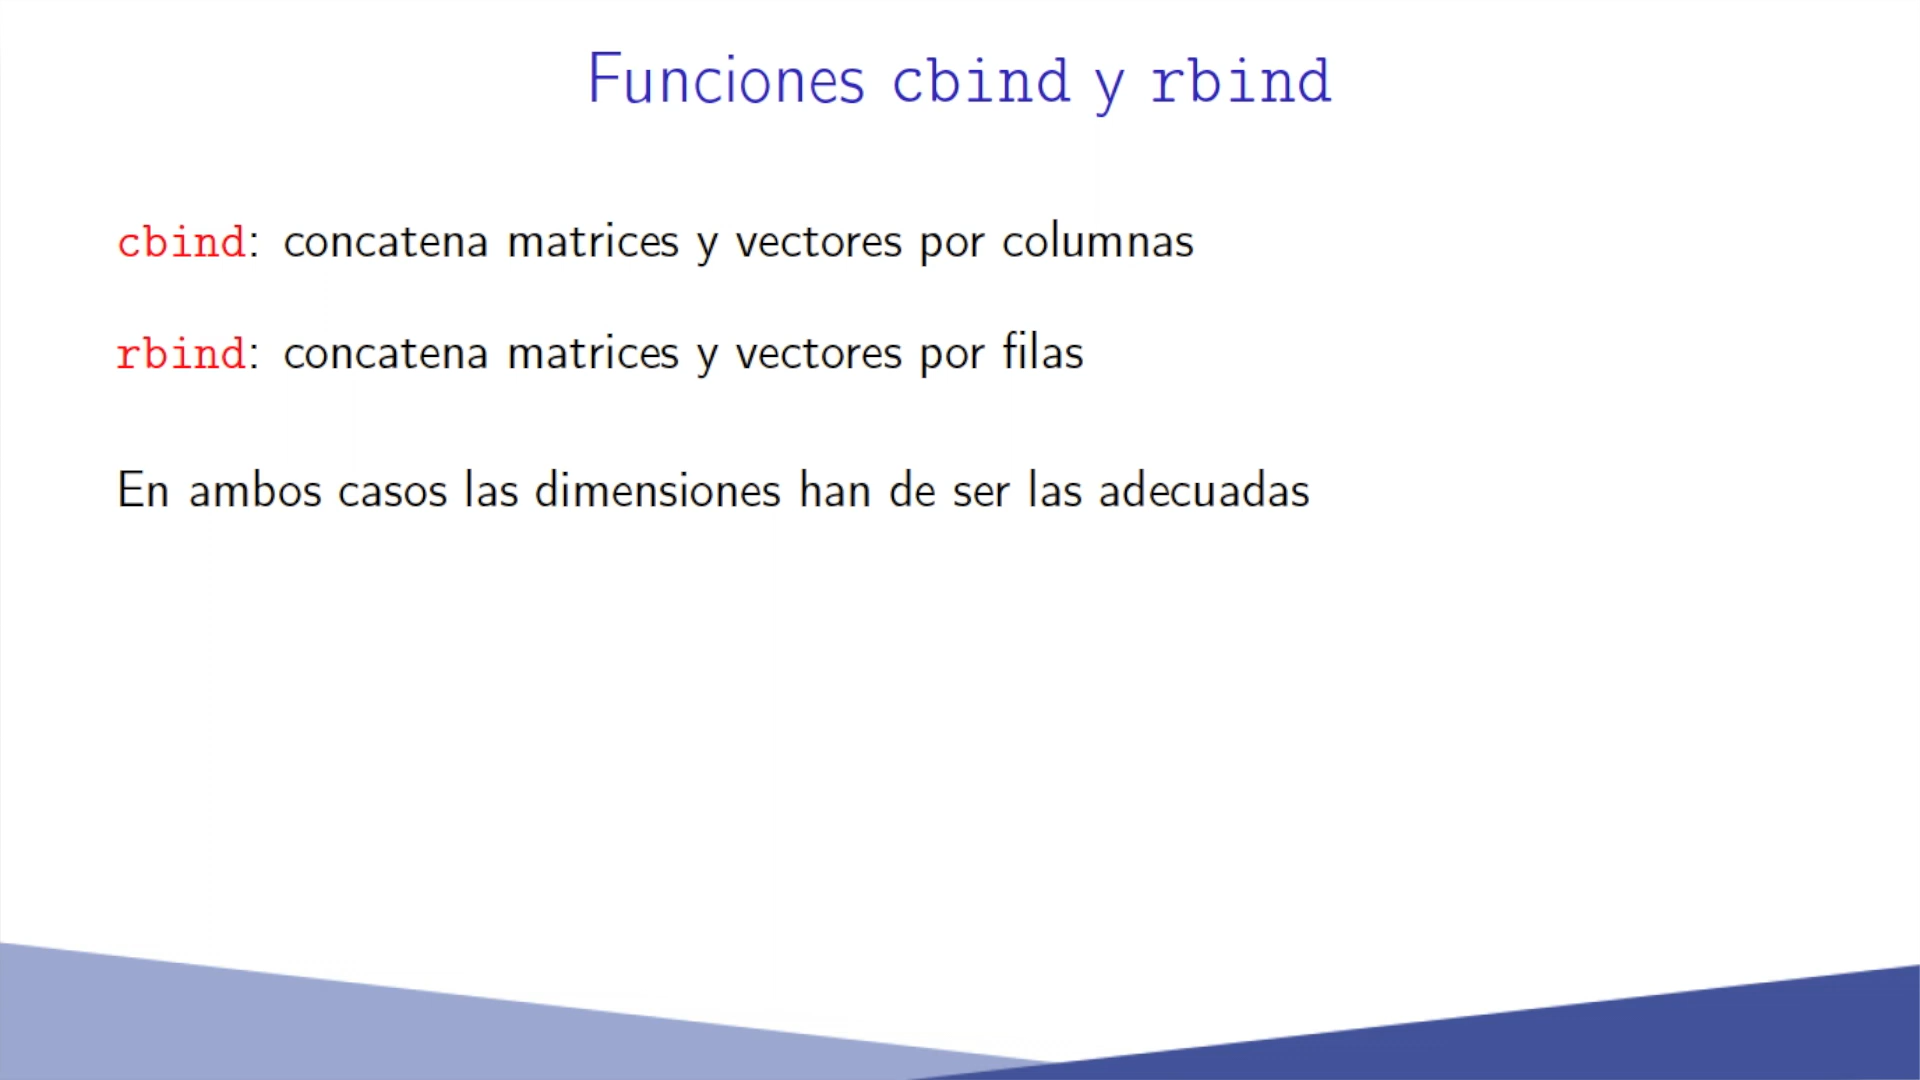 Funciones cbind y rbind
cbind: concatena matrices y vectores por columnas
rbind: concatena matrices y vectores por filas
En ambos casos las dimensiones han de ser las adecuadas